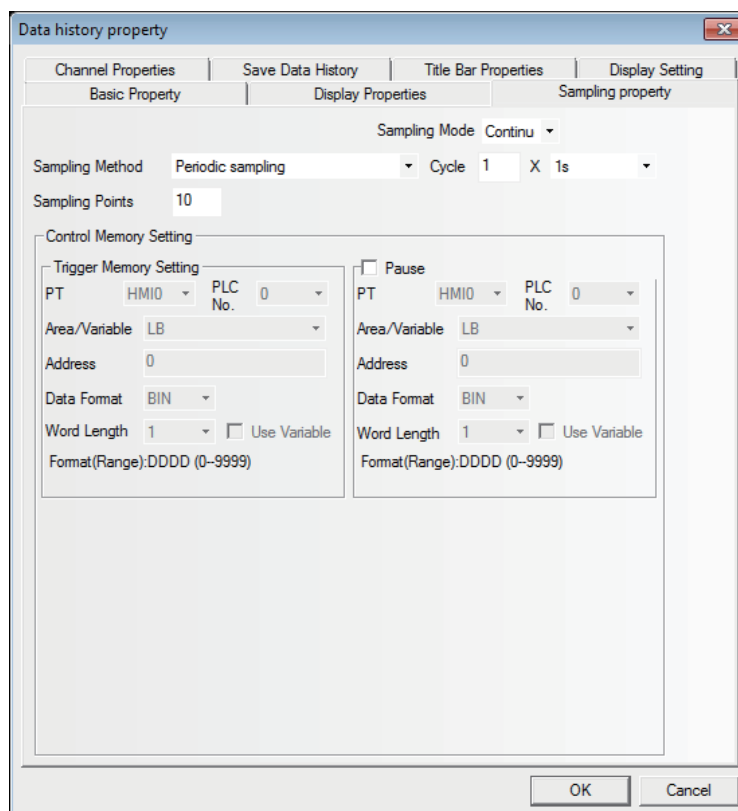 Data history property
Channel Properties Save Data History Title Bar Properties Display Setting
Basic Property Display Properties Sampling property
Sampling Mode Continu
Sampling Method Periodic sampling Cycle 1 X 1s
Sampling Points 10
Control Memory Setting
Trigger Memory Setting Pause
PT HMI0 PLC No. 0 PT HMI0 PLC No. 0
Area/Variable LB Area/Variable LB
Address 0 Address 0
Data Format BIN Data Format BIN
Word Length 1 Use Variable Word Length 1 Use Variable
Format(Range):DDDD (0--9999) Format(Range):DDDD (0--9999)
OK Cancel